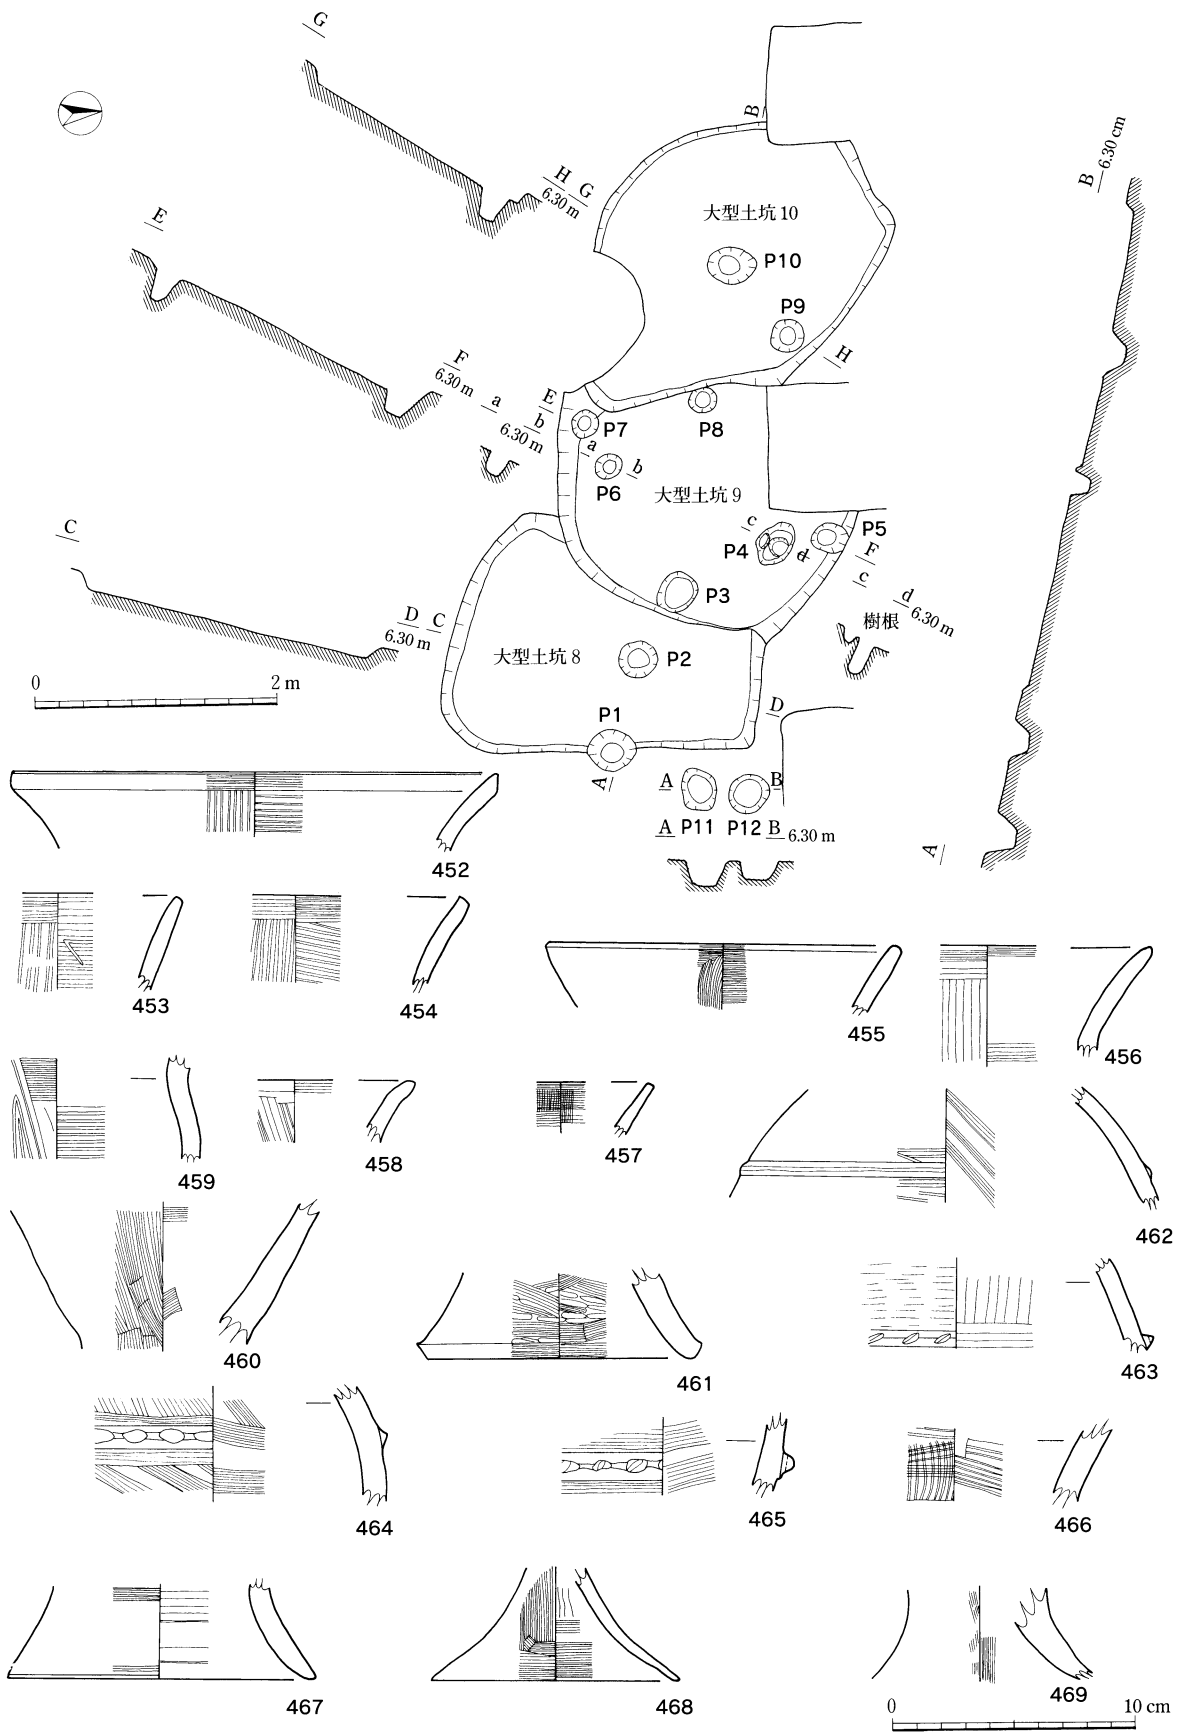 G
B
B
6.30 cm
H G
6.30 m
大型土坑 10
E
P10
P9
F
6.30 m
H
a
b
6.30 m
E
P7
P8
a
b
P6
大型土坑 9
C
c
P4
d
P5
F
c
d
6.30 m
P3
樹根
D C
6.30 m
大型土坑 8
P2
0 2 m
P1
D
A
A B
P11 P12
A B 6.30 m
A
452
453
454
455
456
459
458
457
462
460
461
463
464
465
466
467
468
469
0 10 cm